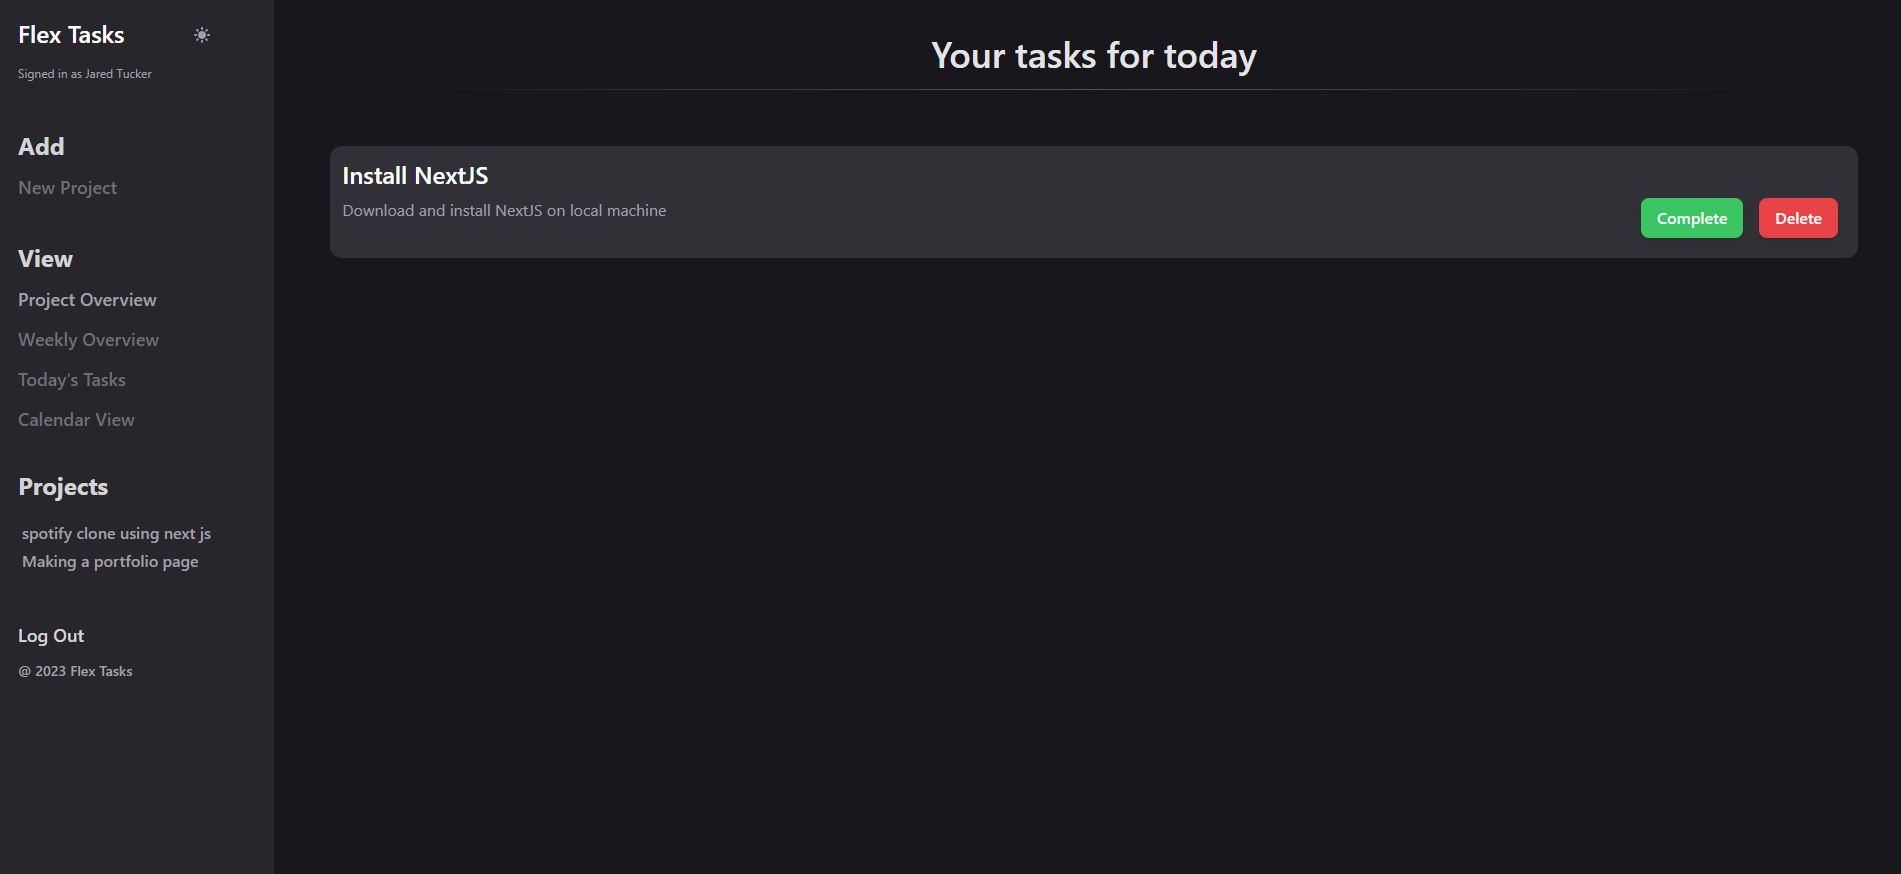 Flex Tasks
Signed in as Jared Tucker
Add
New Project
View
Project Overview
Weekly Overview
Today's Tasks
Calendar View
Projects
spotify clone using next js
Making a portfolio page
Log Out
@ 2023 Flex Tasks
Your tasks for today
Install NextJS
Download and install NextJS on local machine
Complete
Delete